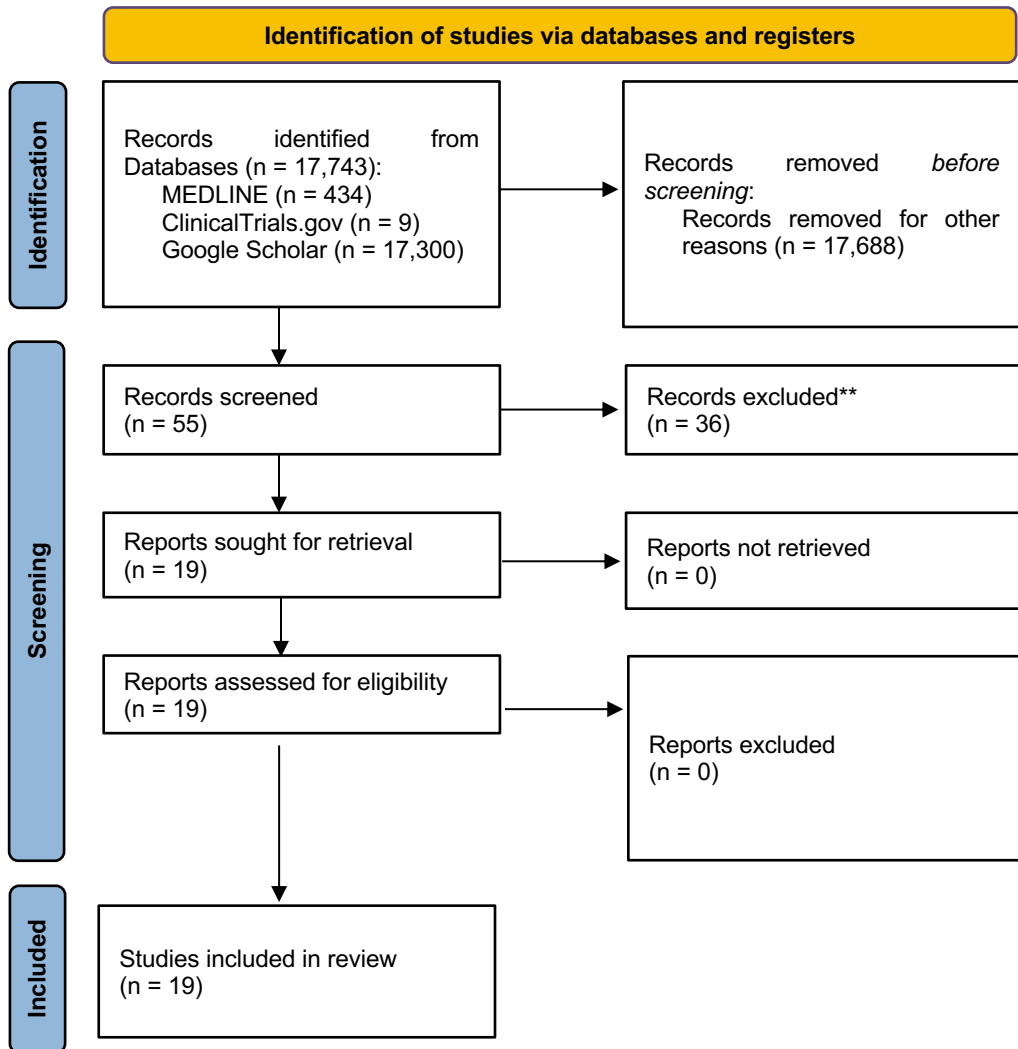 Identification of studies via databases and registers
Identification
Records identified from
Databases (n = 17,743):
MEDLINE (n = 434)
ClinicalTrials.gov (n = 9)
Google Scholar (n = 17,300)
Records removed before
screening:
Records removed for other
reasons (n = 17,688)
Screening
Records screened
(n = 55)
Records excluded**
(n = 36)
Reports sought for retrieval
(n = 19)
Reports not retrieved
(n = 0)
Reports assessed for eligibility
(n = 19)
Reports excluded
(n = 0)
Included
Studies included in review
(n = 19)